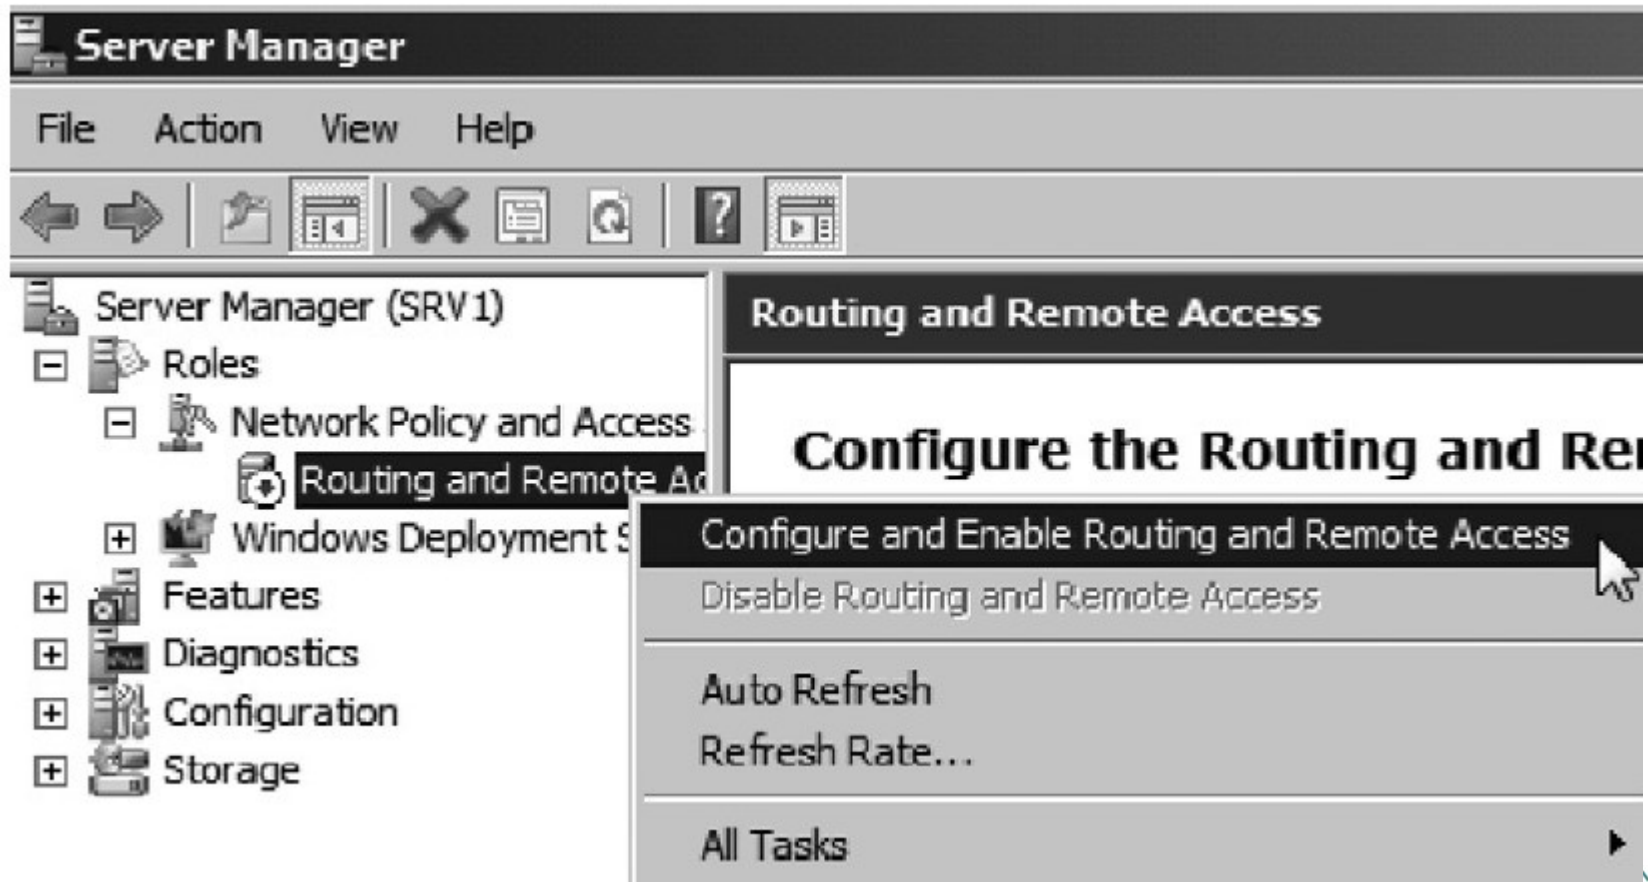 Server Manager
File Action View Help
Server Manager (SRV1)
Roles
Network Policy and Access
Routing and Remote Ac
Windows Deployment S
Features
Diagnostics
Configuration
Storage
Routing and Remote Access
Configure the Routing and Re
Configure and Enable Routing and Remote Access
Disable Routing and Remote Access
Auto Refresh
Refresh Rate...
All Tasks